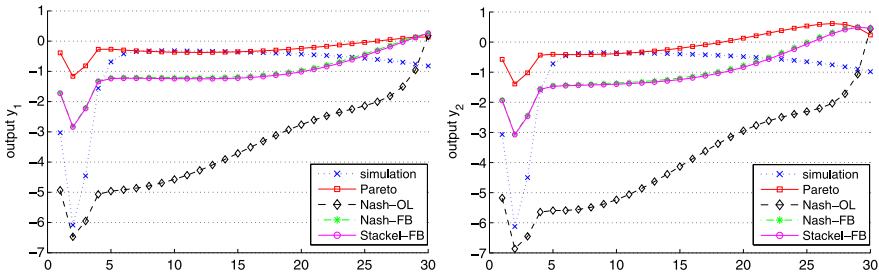 output y1
1
0
−1
−2
−3
−4
−5
−6
−7
0
5
10
15
20
25
30
simulation
Pareto
Nash−OL
Nash−FB
Stackel−FB
output y2
1
0
−1
−2
−3
−4
−5
−6
−7
0
5
10
15
20
25
30
simulation
Pareto
Nash−OL
Nash−FB
Stackel−FB